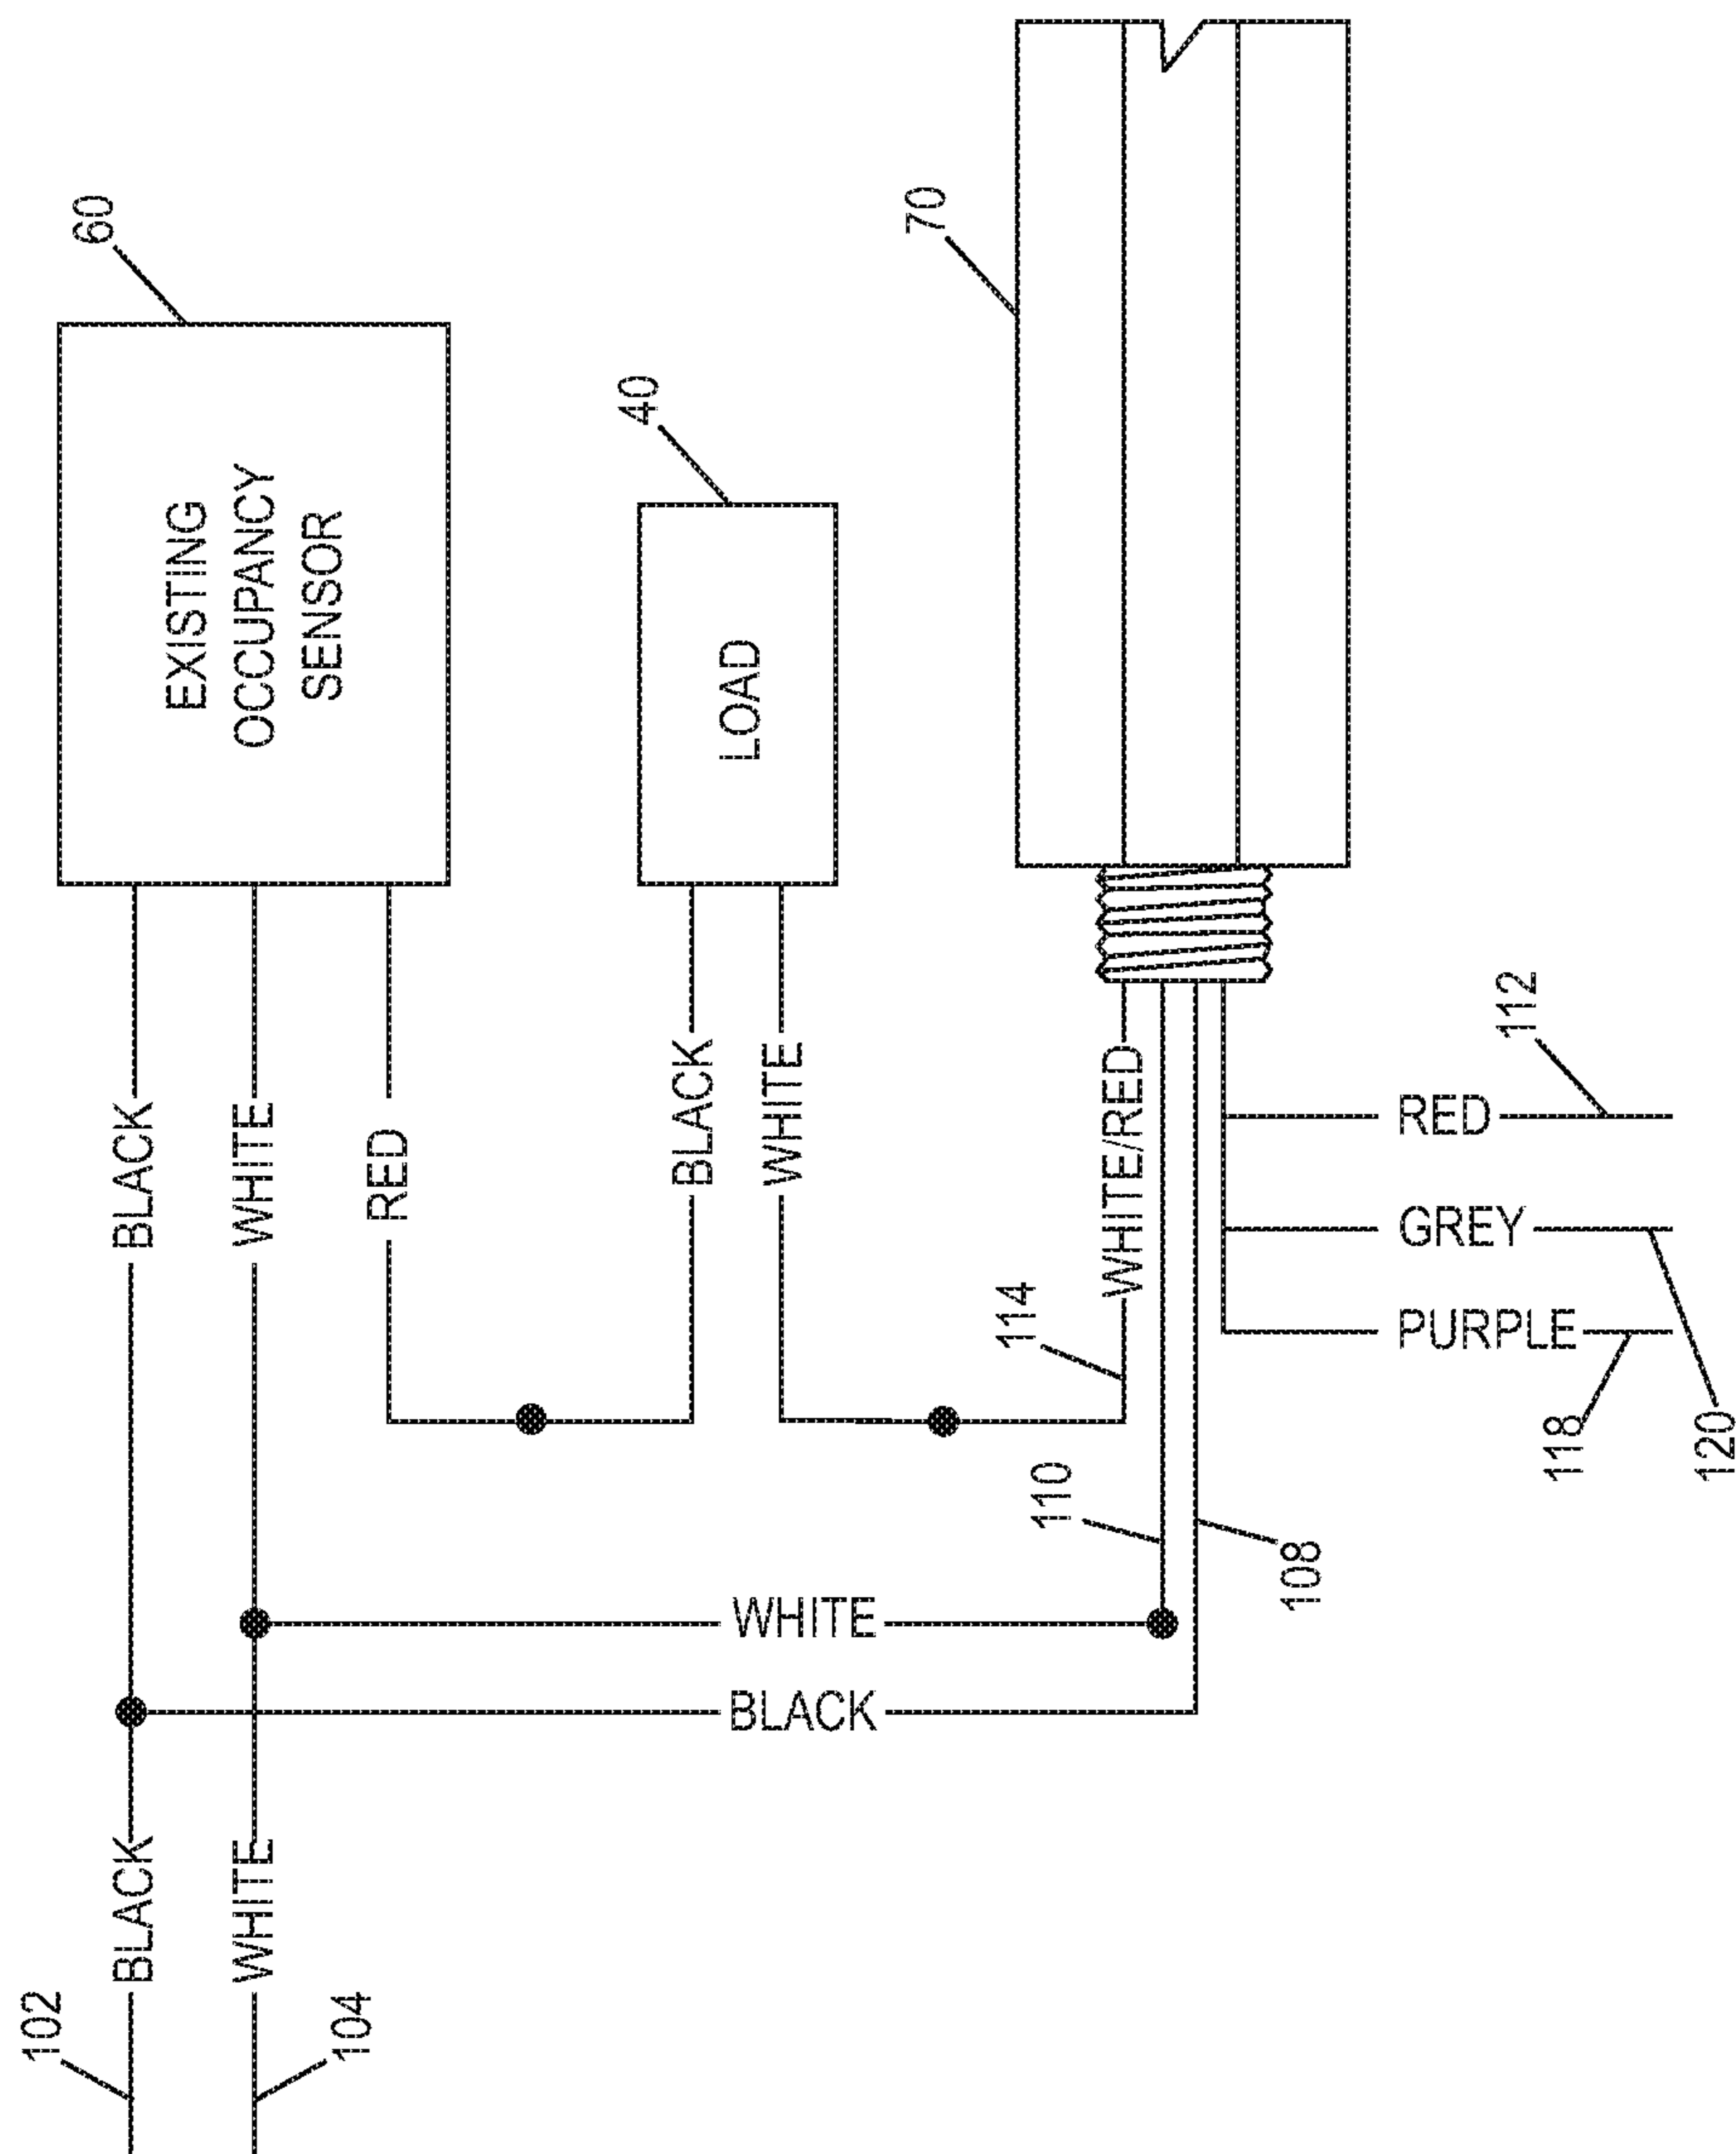 102
BLACK
BLACK
60
EXISTING
OCCUPANCY
SENSOR
WHITE
WHITE
104
RED
BLACK
40
LOAD
WHITE
WHITE
BLACK
114
WHITE/RED
70
110
108
RED
112
GREY
120
PURPLE
118